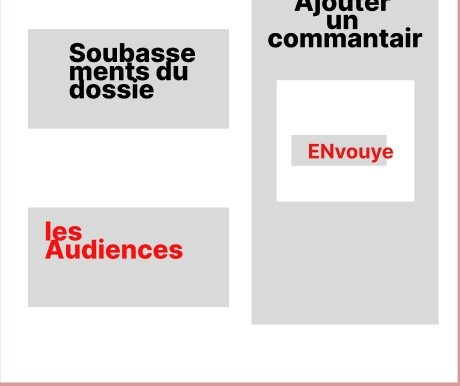 Soubasse
ments du
dossie
les
Audiences
Ajouter
un
commantair
ENvouye